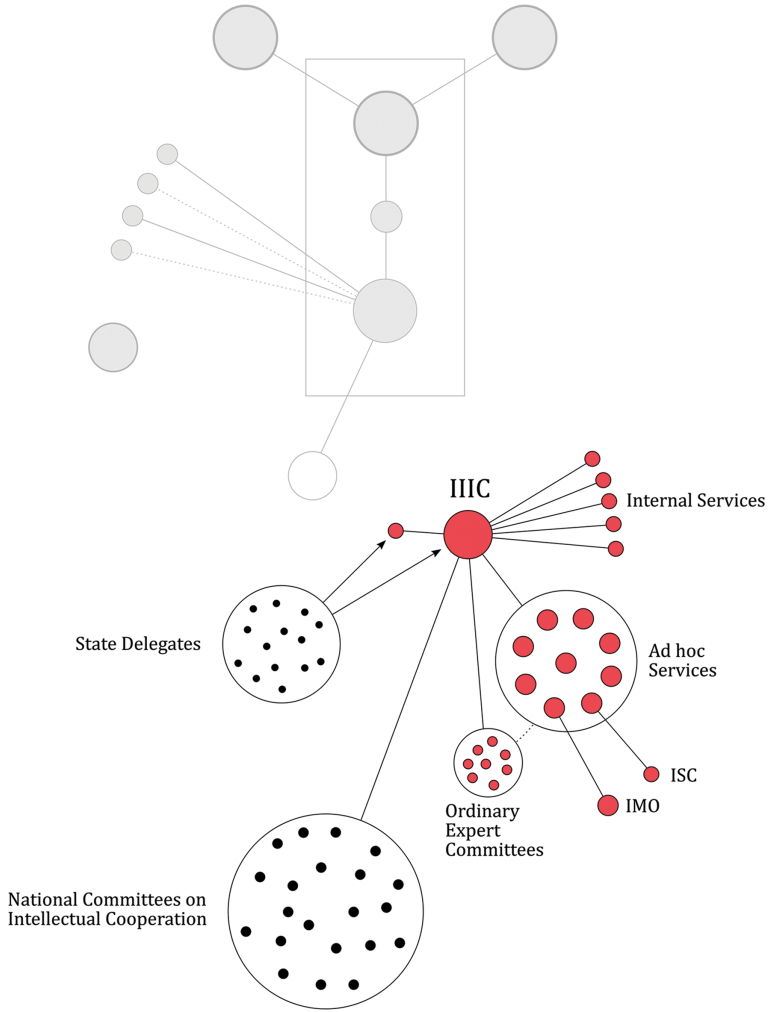 IIIC
Internal Services
State Delegates
Ad hoc
Services
ISC
IMO
Ordinary
Expert
Committees
National Committees on
Intellectual Cooperation